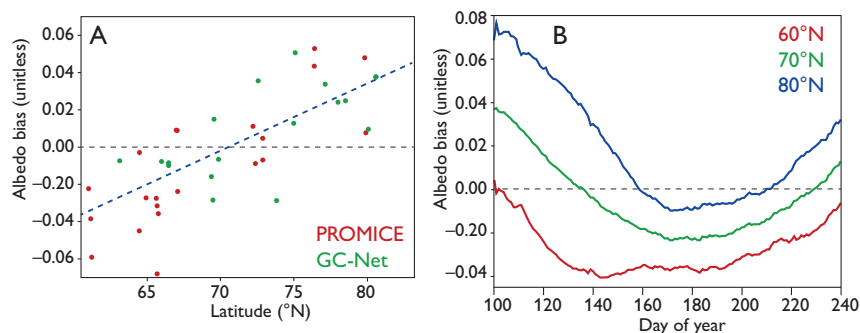 A
Albedo bias (unitless)
0.06
0.04
0.02
0.00
−0.02
−0.04
−0.06
PROMICE
GC-Net
65
70
75
80
Latitude (°N)
B
Albedo bias (unitless)
0.08
0.06
0.04
0.02
0.00
−0.02
−0.04
60°N
70°N
80°N
100 120 140 160 180 200 220 240
Day of year